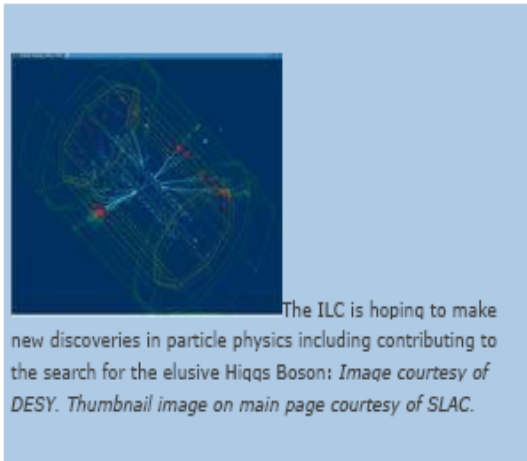 The ILC is hoping to make
new discoveries in particle physics including contributing to
the search for the elusive Higgs Boson: Image courtesy of
DESY. Thumbnail image on main page courtesy of SLAC.